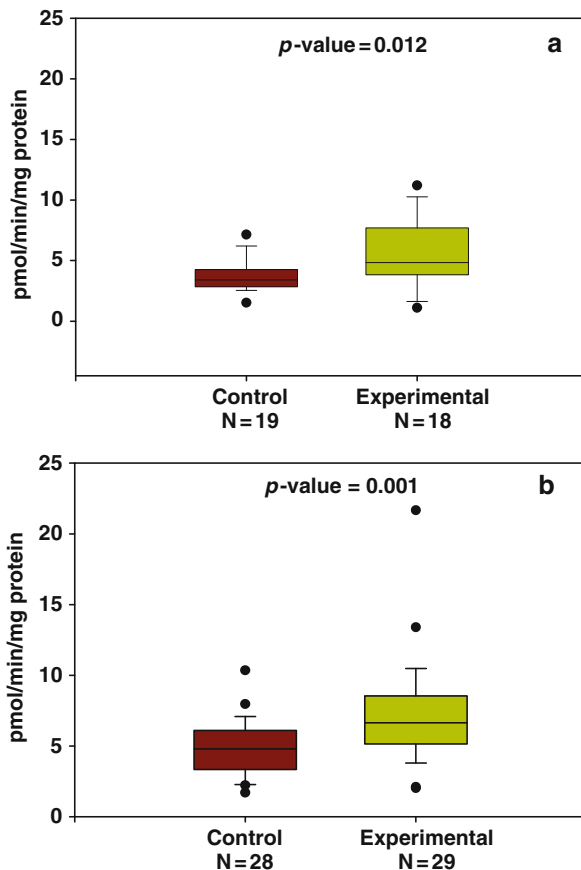 p-value = 0.012
a
25
20
15
10
5
0
pmol/min/mg protein
Control
N = 19
Experimental
N = 18
p-value = 0.001
b
25
20
15
10
5
0
pmol/min/mg protein
Control
N = 28
Experimental
N = 29